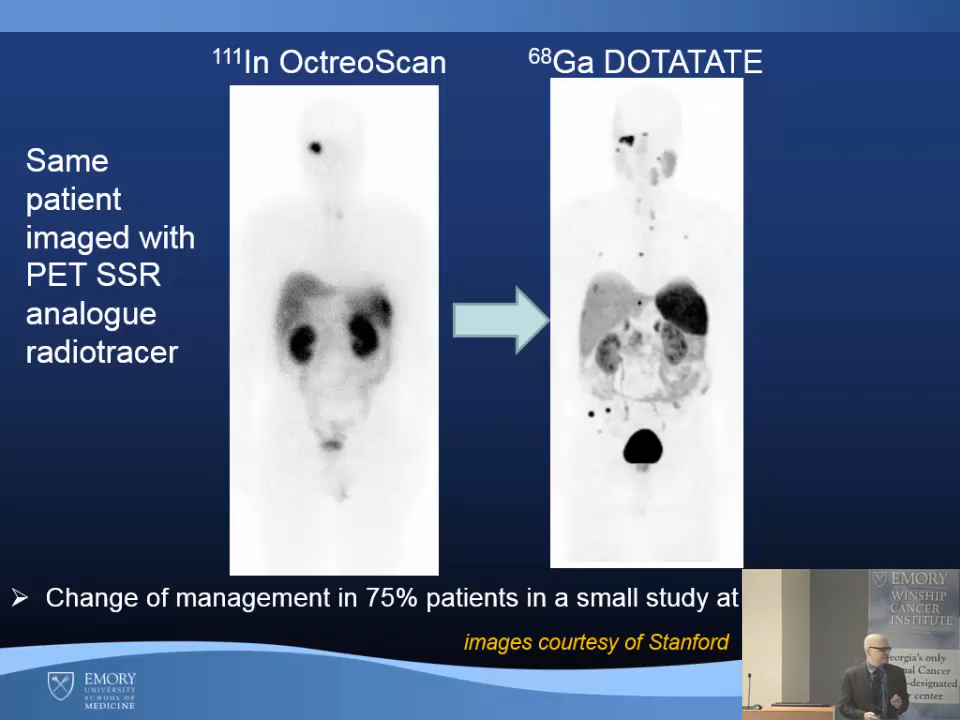 ¹¹¹In OctreoScan
⁶⁸Ga DOTATATE
Same
patient
imaged with
PET SSR
analogue
radiotracer
➢ Change of management in 75% patients in a small study at
images courtesy of Stanford
EMORY
UNIVERSITY
SCHOOL OF
MEDICINE
EMORY
WINSHIP
CANCER
INSTITUTE
eorgia's only
nal Cancer
-designated
center